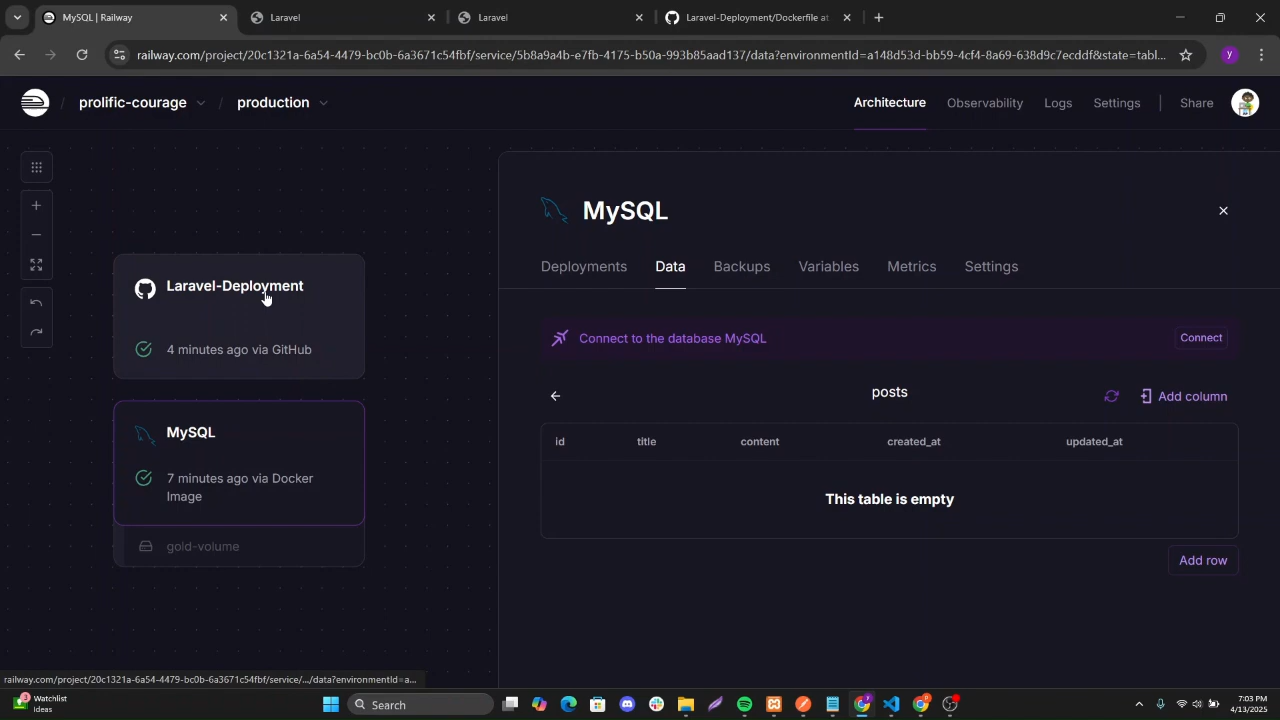 MySQL | Railway
Laravel
Laravel
Laravel-Deployment/Dockerfile at
railway.com/project/20c1321a-6a54-4479-bc0b-6a3671c54fbf/service/5b8a9a4b-e7fb-4175-b50a-993b85aad137/data?environmentId=a148d53d-bb59-4cf4-8a69-638d9c7ecddf&state=tabl...
y
/ prolific-courage / production
Architecture Observability Logs Settings | Share
MySQL
Laravel-Deployment
4 minutes ago via GitHub
MySQL
7 minutes ago via Docker
Image
gold-volume
Deployments Data Backups Variables Metrics Settings
Connect to the database MySQL Connect
posts Add column
id title content created_at updated_at
This table is empty
Add row
railway.com/project/20c1321a-6a54-4479-bc0b-6a3671c54fbf/service/.../data?environmentId=a...
3 Watchlist
Ideas
Search
7:03 PM
4/13/2025